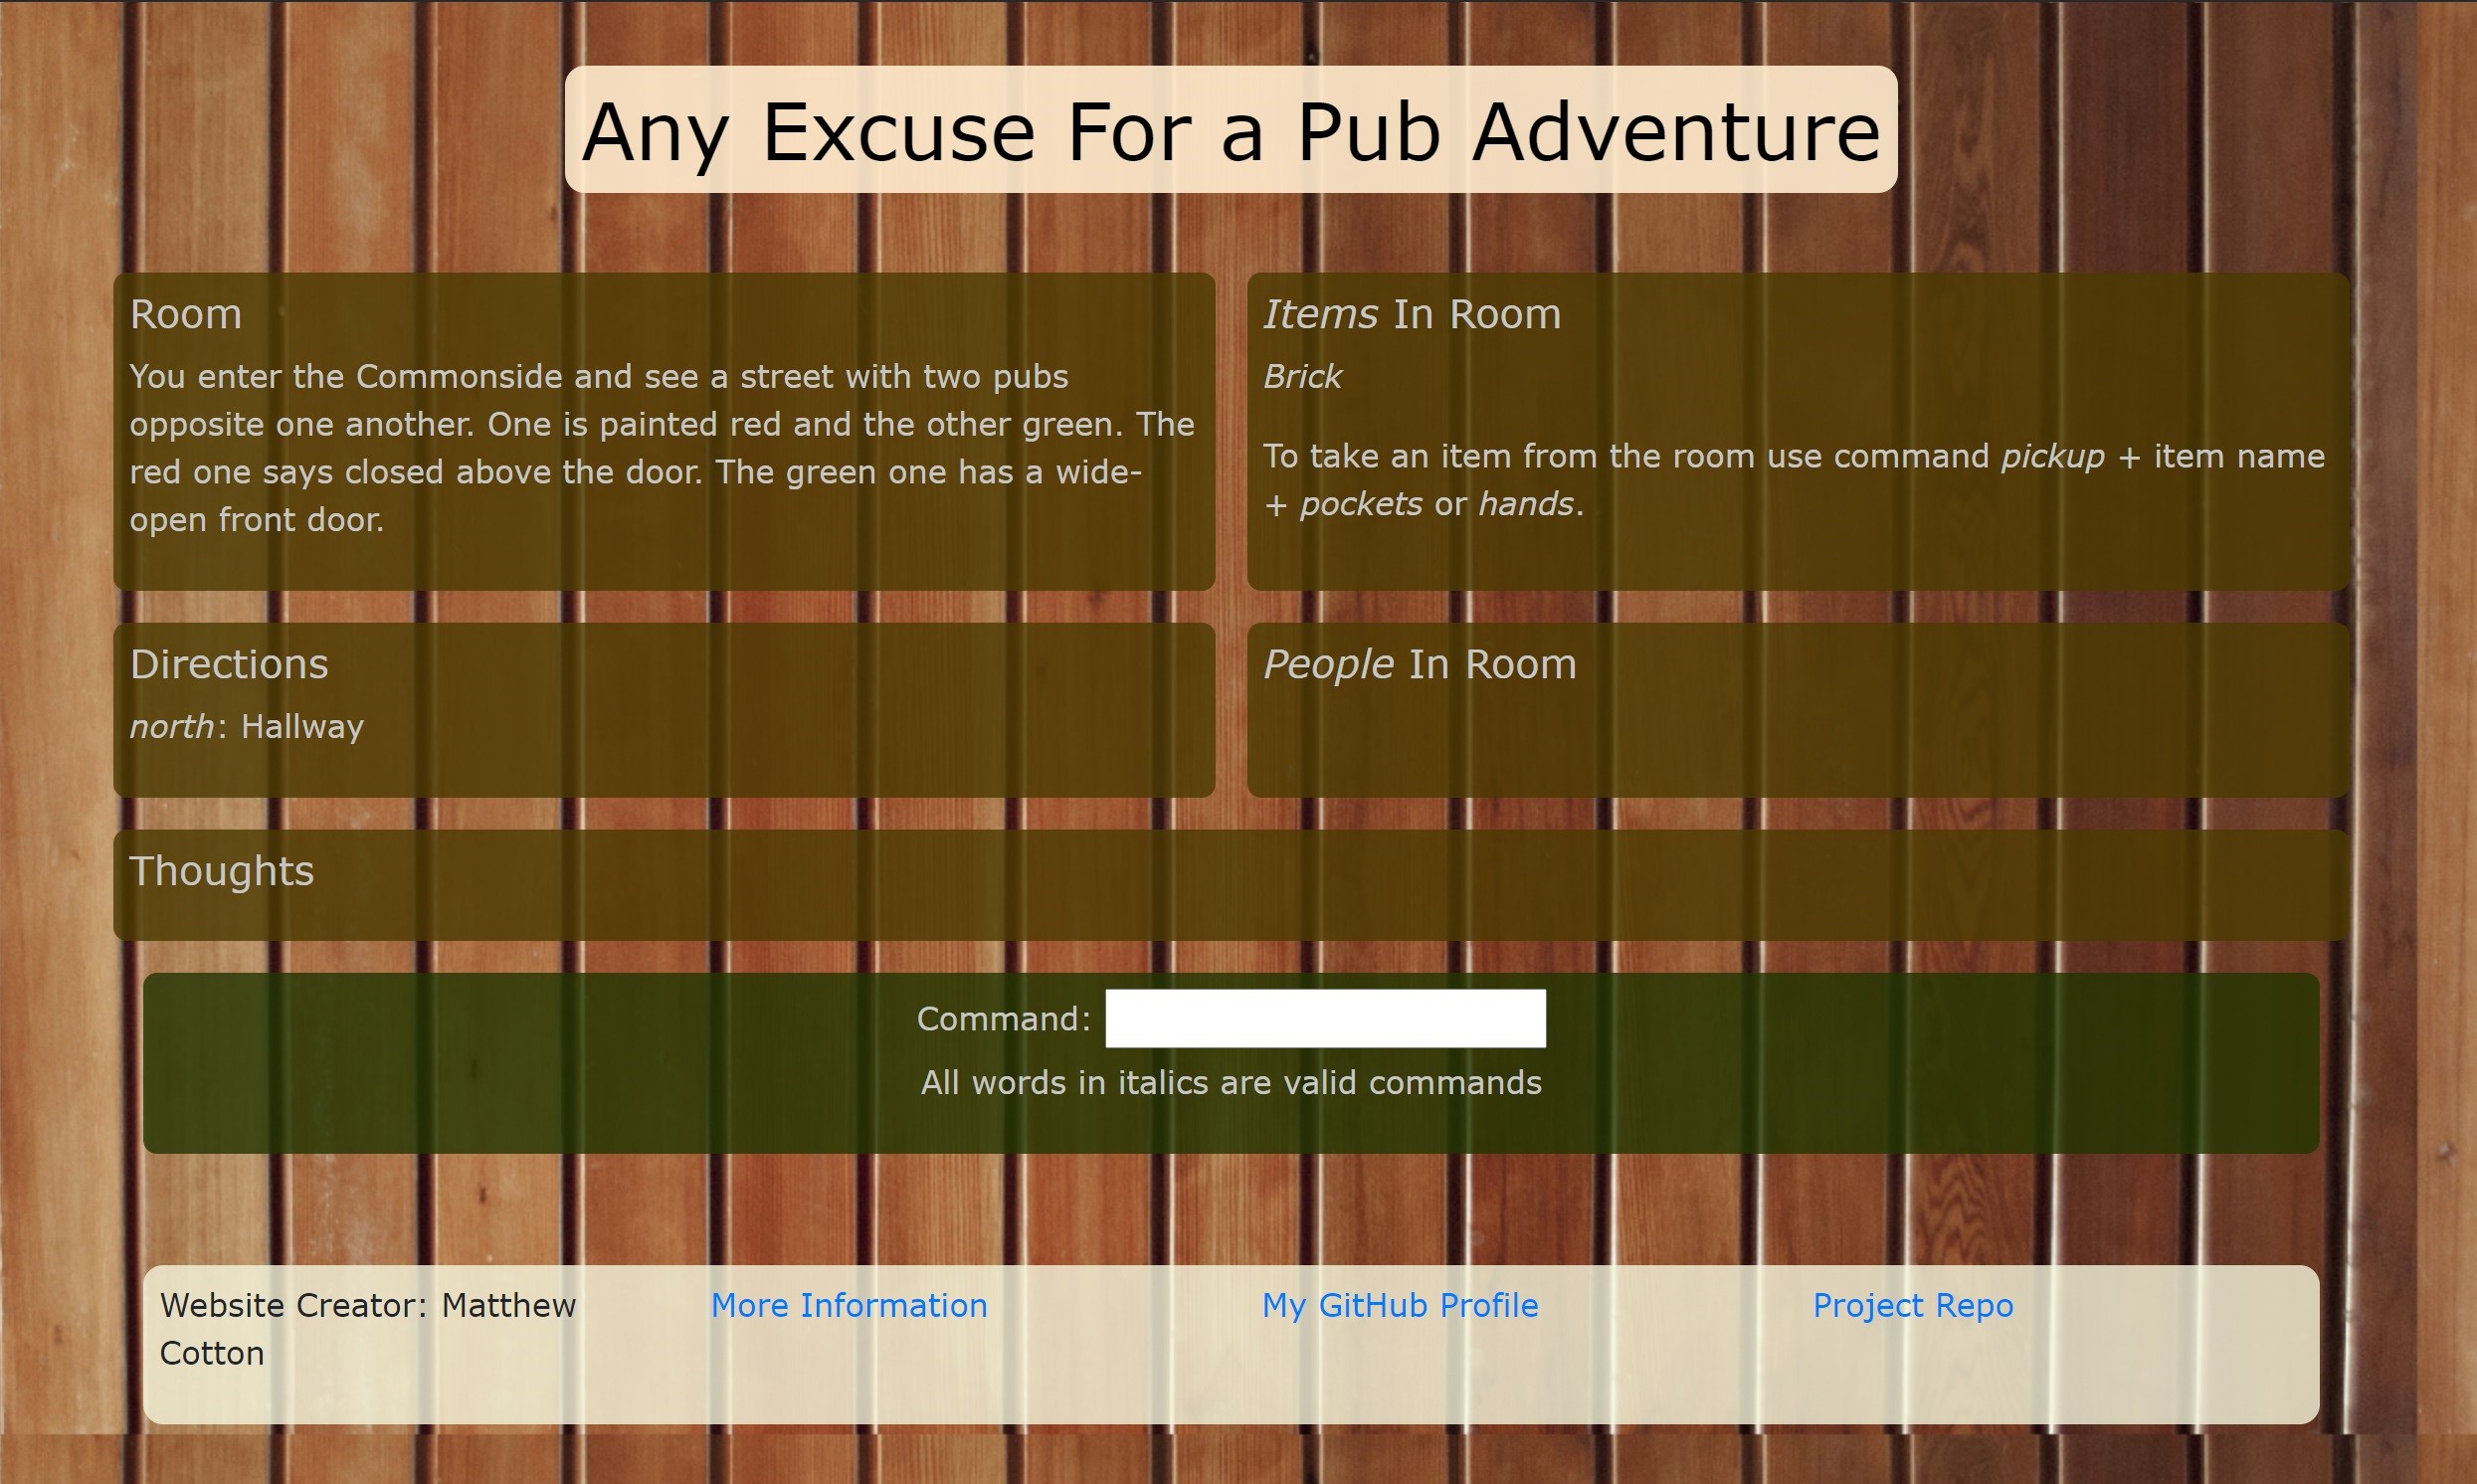 Any Excuse For a Pub Adventure
Room
You enter the Commonside and see a street with two pubs
opposite one another. One is painted red and the other green. The
red one says closed above the door. The green one has a wide-
open front door.
Items In Room
Brick
To take an item from the room use command pickup + item name
+ pockets or hands.
Directions
north: Hallway
People In Room
Thoughts
Command:
All words in italics are valid commands
Website Creator: Matthew
Cotton
More Information
My GitHub Profile
Project Repo